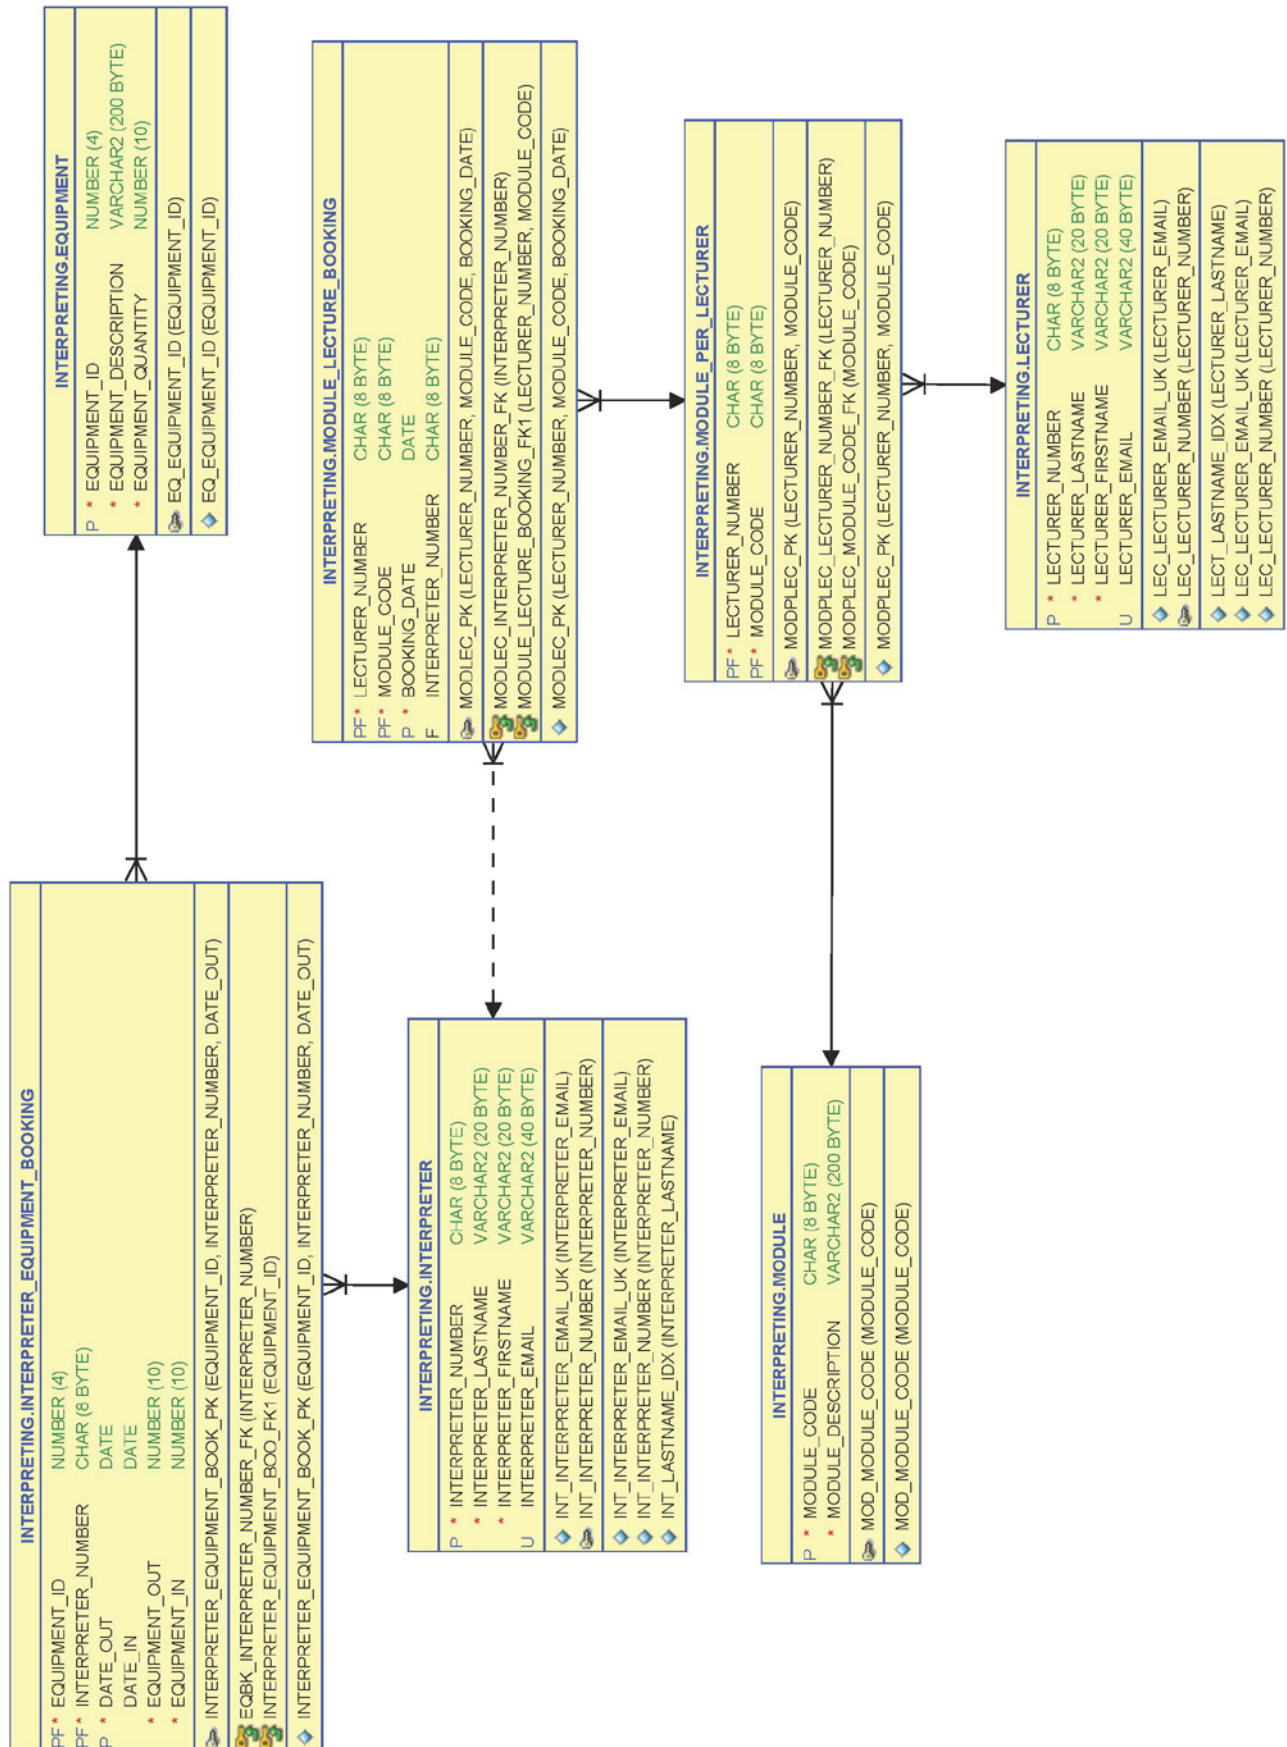 INTERPRETING.INTERPRETER_EQUIPMENT_BOOKING
PF* EQUIPMENT_ID NUMBER (4)
PF* INTERPRETER_NUMBER CHAR (8 BYTE)
P * DATE_OUT DATE
DATE_IN DATE
* EQUIPMENT_OUT NUMBER (10)
* EQUIPMENT_IN NUMBER (10)
INTERPRETER_EQUIPMENT_BOOK_PK (EQUIPMENT_ID, INTERPRETER_NUMBER, DATE_OUT)
EQBK_INTERPRETER_NUMBER_FK (INTERPRETER_NUMBER)
INTERPRETER_EQUIPMENT_BOO_FK1 (EQUIPMENT_ID)
INTERPRETER_EQUIPMENT_BOOK_PK (EQUIPMENT_ID, INTERPRETER_NUMBER, DATE_OUT)
INTERPRETING.EQUIPMENT
P * EQUIPMENT_ID NUMBER (4)
* EQUIPMENT_DESCRIPTION VARCHAR2 (200 BYTE)
* EQUIPMENT_QUANTITY NUMBER (10)
EQ_EQUIPMENT_ID (EQUIPMENT_ID)
EQ_EQUIPMENT_ID (EQUIPMENT_ID)
INTERPRETING.INTERPRETER
P * INTERPRETER_NUMBER CHAR (8 BYTE)
* INTERPRETER_LASTNAME VARCHAR2 (20 BYTE)
* INTERPRETER_FIRSTNAME VARCHAR2 (20 BYTE)
U INTERPRETER_EMAIL VARCHAR2 (40 BYTE)
INT_INTERPRETER_EMAIL_UK (INTERPRETER_EMAIL)
INT_INTERPRETER_NUMBER (INTERPRETER_NUMBER)
INT_INTERPRETER_EMAIL_UK (INTERPRETER_EMAIL)
INT_INTERPRETER_NUMBER (INTERPRETER_NUMBER)
INT_LASTNAME_IDX (INTERPRETER_LASTNAME)
INTERPRETING.MODULE_LECTURE_BOOKING
PF* LECTURER_NUMBER CHAR (8 BYTE)
PF* MODULE_CODE CHAR (8 BYTE)
P * BOOKING_DATE DATE
F INTERPRETER_NUMBER CHAR (8 BYTE)
MODLEC_PK (LECTURER_NUMBER, MODULE_CODE, BOOKING_DATE)
MODLEC_INTERPRETER_NUMBER_FK (INTERPRETER_NUMBER)
MODULE_LECTURE_BOOKING_FK1 (LECTURER_NUMBER, MODULE_CODE)
MODLEC_PK (LECTURER_NUMBER, MODULE_CODE, BOOKING_DATE)
INTERPRETING.MODULE
P * MODULE_CODE CHAR (8 BYTE)
* MODULE_DESCRIPTION VARCHAR2 (200 BYTE)
MOD_MODULE_CODE (MODULE_CODE)
MOD_MODULE_CODE (MODULE_CODE)
INTERPRETING.MODULE_PER_LECTURER
PF* LECTURER_NUMBER CHAR (8 BYTE)
PF* MODULE_CODE CHAR (8 BYTE)
MODPLEC_PK (LECTURER_NUMBER, MODULE_CODE)
MODPLEC_LECTURER_NUMBER_FK (LECTURER_NUMBER)
MODPLEC_MODULE_CODE_FK (MODULE_CODE)
MODPLEC_PK (LECTURER_NUMBER, MODULE_CODE)
INTERPRETING.LECTURER
P * LECTURER_NUMBER CHAR (8 BYTE)
* LECTURER_LASTNAME VARCHAR2 (20 BYTE)
* LECTURER_FIRSTNAME VARCHAR2 (20 BYTE)
U LECTURER_EMAIL VARCHAR2 (40 BYTE)
LEC_LECTURER_EMAIL_UK (LECTURER_EMAIL)
LEC_LECTURER_NUMBER (LECTURER_NUMBER)
LECT_LASTNAME_IDX (LECTURER_LASTNAME)
LEC_LECTURER_EMAIL_UK (LECTURER_EMAIL)
LEC_LECTURER_NUMBER (LECTURER_NUMBER)